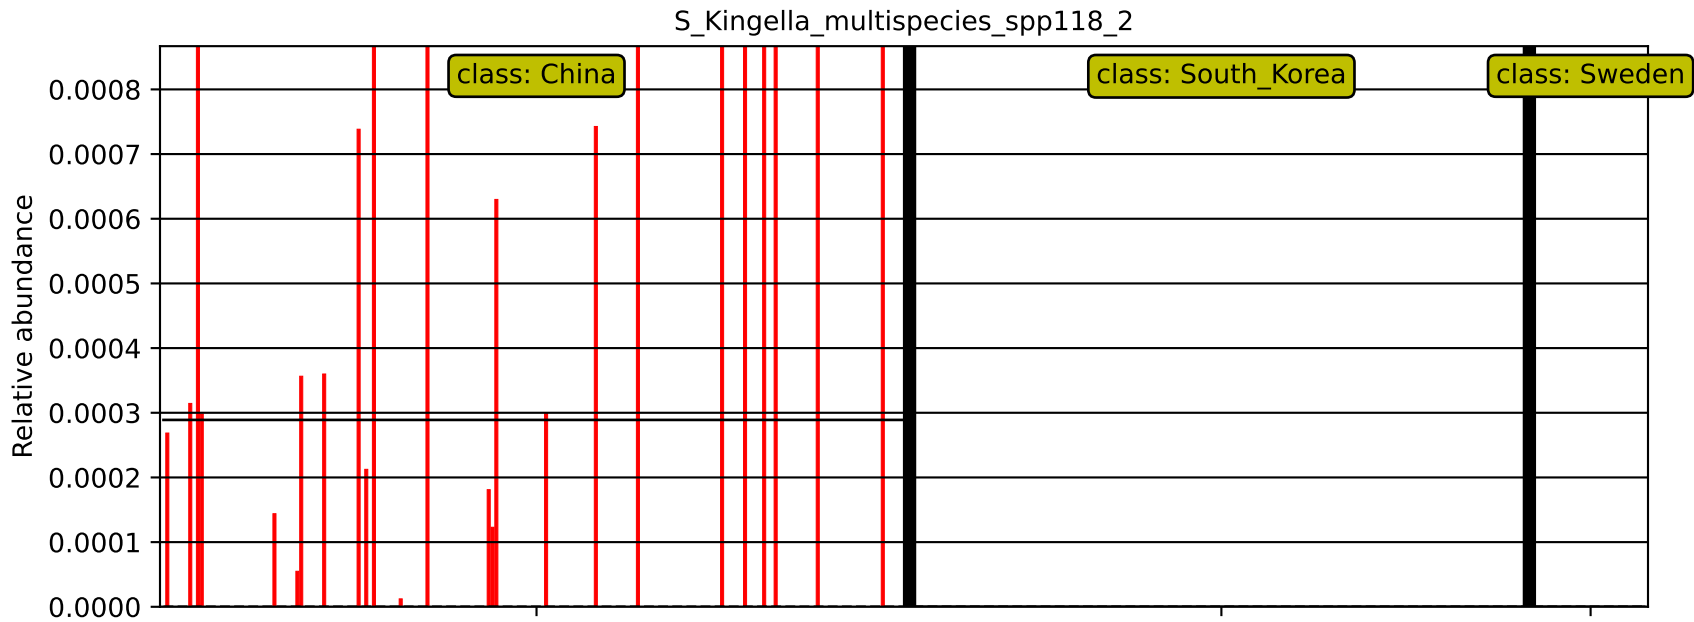 S_Kingella_multispecies_spp118_2
class: China
class: South_Korea
class: Sweden
Relative abundance
0.0008
0.0007
0.0006
0.0005
0.0004
0.0003
0.0002
0.0001
0.0000